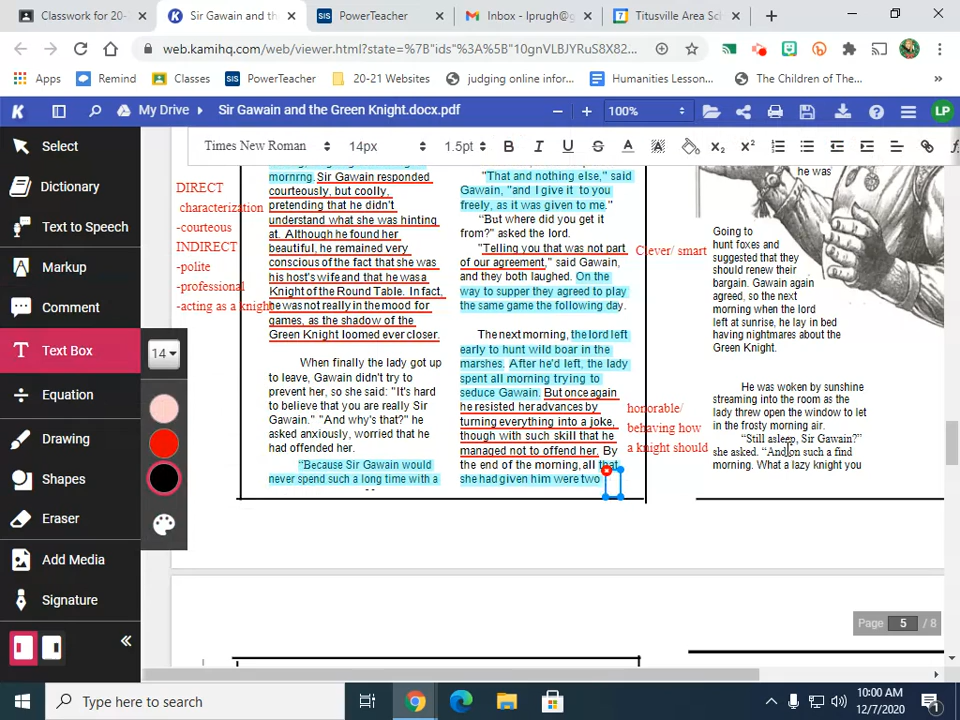 Classwork for 20-
Sir Gawain and th
PowerTeacher
Inbox - lprugh@g
Titusville Area Sc
web.kamihq.com/web/viewer.html?state=%7B"ids"%3A%5B"10gnVLBJYRuS8X82...
Apps
Remind
Classes
PowerTeacher
20-21 Websites
judging online infor...
Humanities Lesson...
The Children of The...
»
My Drive
Sir Gawain and the Green Knight.docx.pdf
100%
LP
Times New Roman
14px
1.5pt
B I U S A
Select
Dictionary
Text to Speech
Markup
Comment
Text Box
Equation
Drawing
Shapes
Eraser
Add Media
Signature
14
DIRECT
characterization
-courteous
INDIRECT
-polite
-professional
-acting as a knight
mornrng. Sir Gawain responded
courteously, but coolly,
pretending that he didn't
understand what she was hinting
at. Although he found her
beautiful, he remained very
conscious of the fact that she was
his host's wife and that he was a
Knight of the Round Table. In fact,
he was not really in the mood for
games, as the shadow of the
Green Knight loomed ever closer.
When finally the lady got up
to leave, Gawain didn't try to
prevent her, so she said: "It's hard
to believe that you are really Sir
Gawain." "And why's that?" he
asked anxiously, worried that he
had offended her.
"Because Sir Gawain would
never spend such a long time with a
"That and nothing else," said
Gawain, "and I give it to you
freely, as it was given to me."
"But where did you get it
from?" asked the lord.
"Telling you that was not part
of our agreement," said Gawain,
and they both laughed. On the
way to supper they agreed to play
the same game the following day.
The next morning, the lord left
early to hunt wild boar in the
marshes. After he'd left, the lady
spent all morning trying to
seduce Gawain. But once again
he resisted her advances by
turning everything into a joke,
though with such skill that he
managed not to offend her. By
the end of the morning, all that
she had given him were two
Clever/ smart
honorable/
behaving how
a knight should
he was
Going to
hunt foxes and
suggested that they
should renew their
bargain. Gawain again
agreed, so the next
morning when the lord
left at sunrise, he lay in bed
having nightmares about the
Green Knight.
He was woken by sunshine
streaming into the room as the
lady threw open the window to let
in the frosty morning air.
"Still asleep, Sir Gawain?"
she asked. "And on such a find
morning. What a lazy knight you
Page 5 / 8
Type here to search
10:00 AM
12/7/2020
1